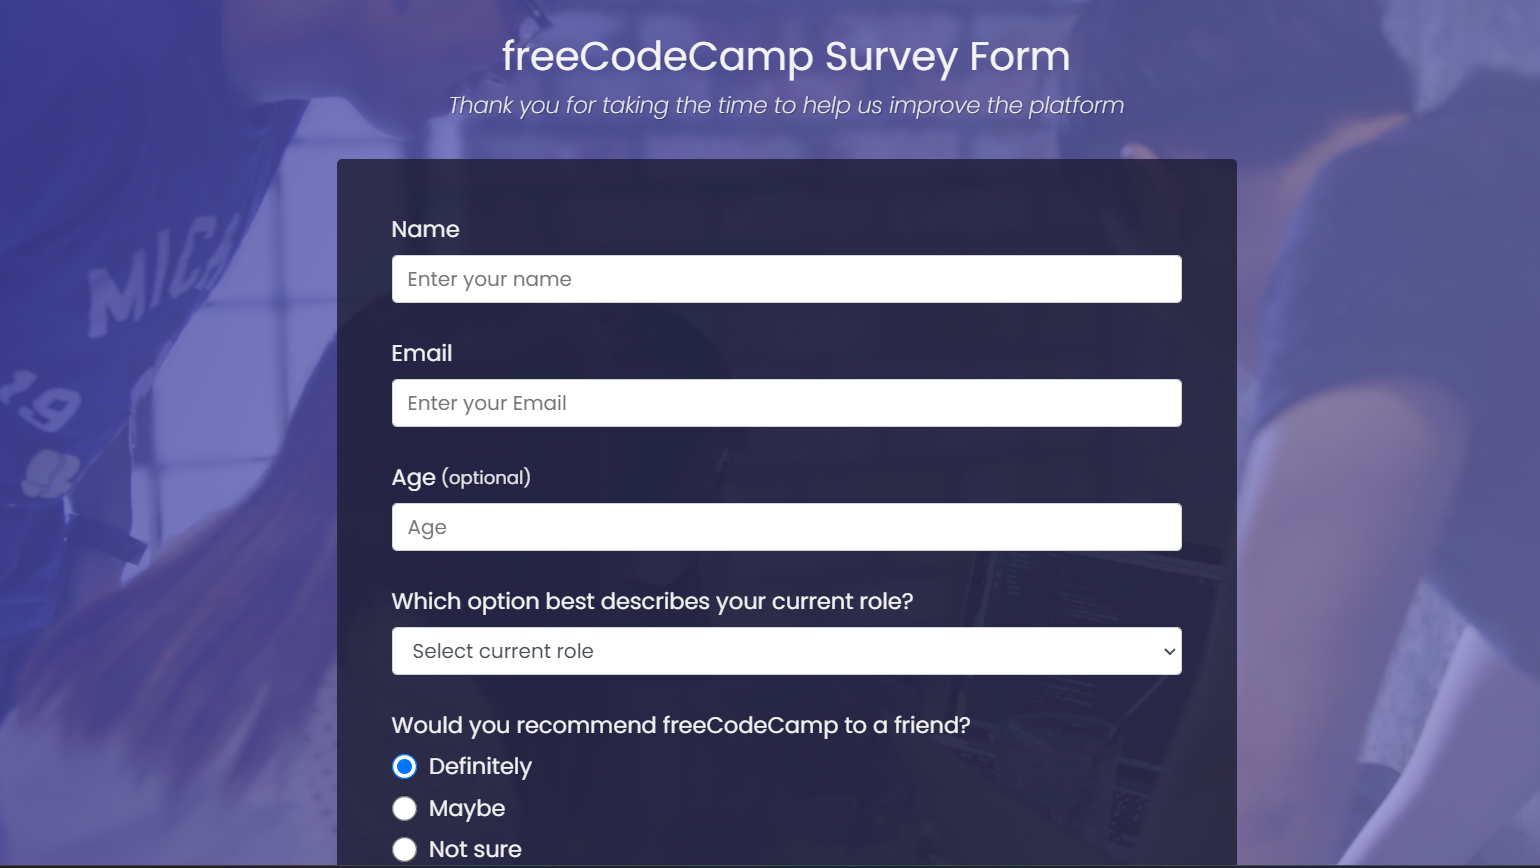 freeCodeCamp Survey Form
Thank you for taking the time to help us improve the platform
MICH
19
Name
Enter your name
Email
Enter your Email
Age (optional)
Age
Which option best describes your current role?
Select current role
Would you recommend freeCodeCamp to a friend?
Definitely
Maybe
Not sure